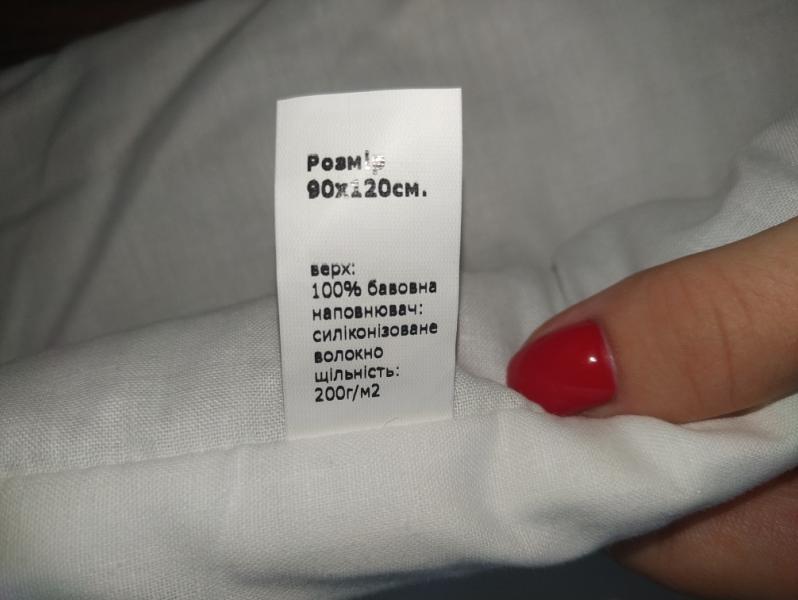 Розмір
90х120см.
верх:
100% бавовна
наповнювач:
силіконізоване
волокно
щільність:
200г/м2